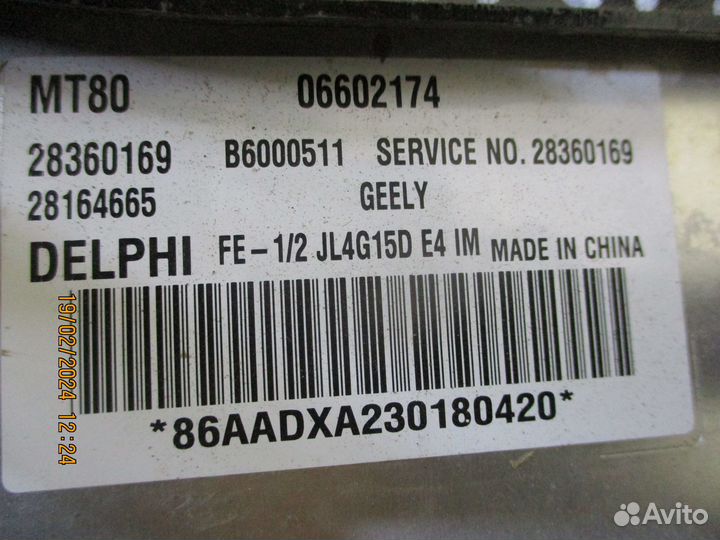 MT80 06602174
28360169 B6000511 SERVICE NO. 28360169
28164665 GEELY
DELPHI FE-1/2 JL4G15D E4 IM MADE IN CHINA
*86AADXA230180420*
19/02/2024 12:24
Avito